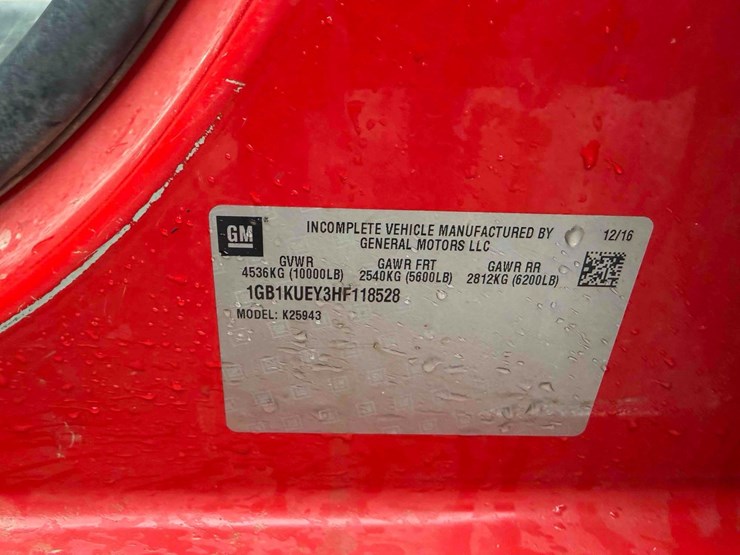 GM ®
INCOMPLETE VEHICLE MANUFACTURED BY
GENERAL MOTORS LLC
12/16
GVWR GAWR FRT GAWR RR
4536KG (10000LB) 2540KG (5600LB) 2812KG (6200LB)
1GB1KUEY3HF118528
MODEL: K25943